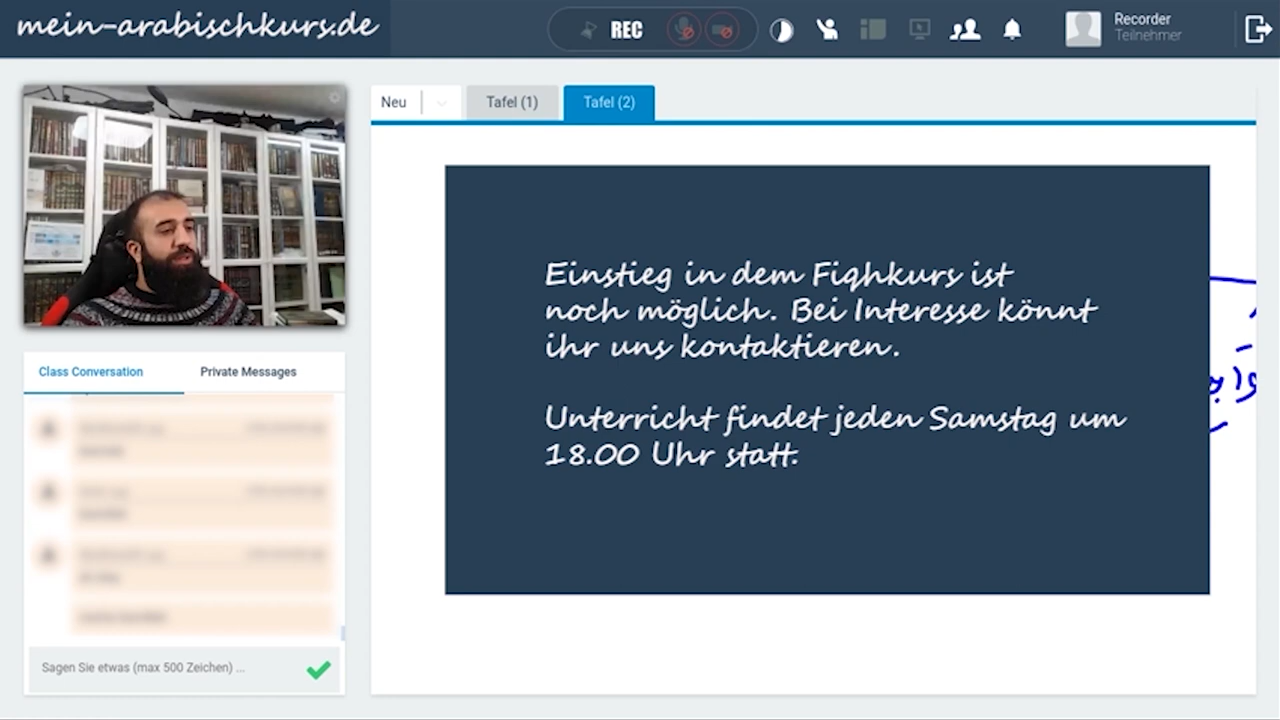 mein-arabischkurs.de
REC
Recorder
Teilnehmer
Neu
Tafel (1)
Tafel (2)
Class Conversation
Private Messages
Sagen Sie etwas (max 500 Zeichen) ...
Einstieg in dem Fiqhkurs ist
noch möglich. Bei Interesse könnt
ihr uns kontaktieren.
Unterricht findet jeden Samstag um
18.00 Uhr statt.